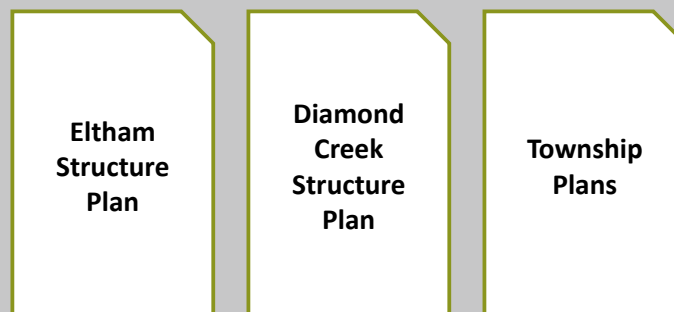 Eltham
Structure
Plan
Diamond
Creek
Structure
Plan
Township
Plans